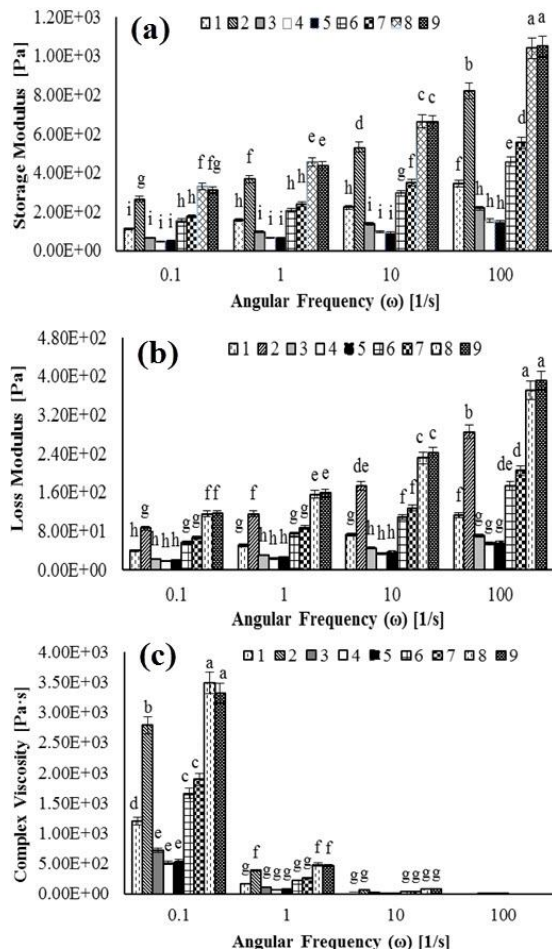 (a)
1 2 3 4 5 6 7 8 9
Storage Modulus [Pa]
1.20E+03
1.00E+03
8.00E+02
6.00E+02
4.00E+02
2.00E+02
0.00E+00
i g i i i h h f fg
h f i i i h h e e
h d i i i h h c c
f b h h e d a a
0.1 1 10 100
Angular Frequency (ω) [1/s]
(b)
1 2 3 4 5 6 7 8 9
Loss Modulus [Pa]
4.80E+02
4.00E+02
3.20E+02
2.40E+02
1.60E+02
8.00E+01
0.00E+00
h g h h h g g f f
g f h h h g g e e
g de h h h f f c c
f b g g g de d a a
0.1 1 10 100
Angular Frequency (ω) [1/s]
(c)
1 2 3 4 5 6 7 8 9
Complex Viscosity [Pa·s]
4.00E+03
3.50E+03
3.00E+03
2.50E+03
2.00E+03
1.50E+03
1.00E+03
5.00E+02
0.00E+00
d b e e e c c a a
g f g g g g g f f
g g g g g g
0.1 1 10 100
Angular Frequency (ω) [1/s]